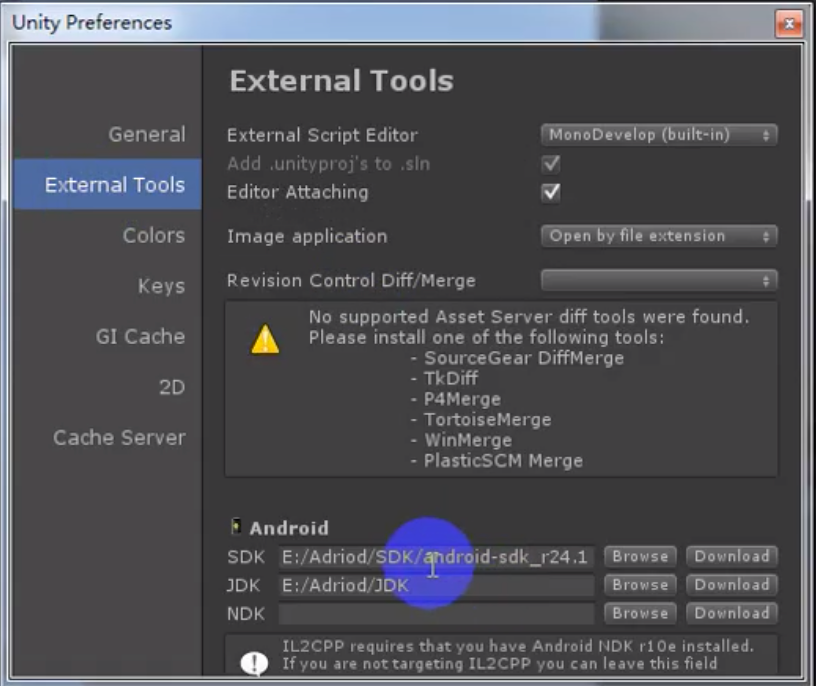 Unity Preferences
External Tools
General
External Tools
Colors
Keys
GI Cache
2D
Cache Server
External Script Editor MonoDevelop (built-in)
Add .unityproj's to .sln
Editor Attaching
Image application Open by file extension
Revision Control Diff/Merge
No supported Asset Server diff tools were found.
Please install one of the following tools:
- SourceGear DiffMerge
- TkDiff
- P4Merge
- TortoiseMerge
- WinMerge
- PlasticSCM Merge
Android
SDK E:/Adriod/SDK/android-sdk_r24.1 Browse Download
JDK E:/Adriod/JDK Browse Download
NDK Browse Download
IL2CPP requires that you have Android NDK r10e installed.
If you are not targeting IL2CPP you can leave this field